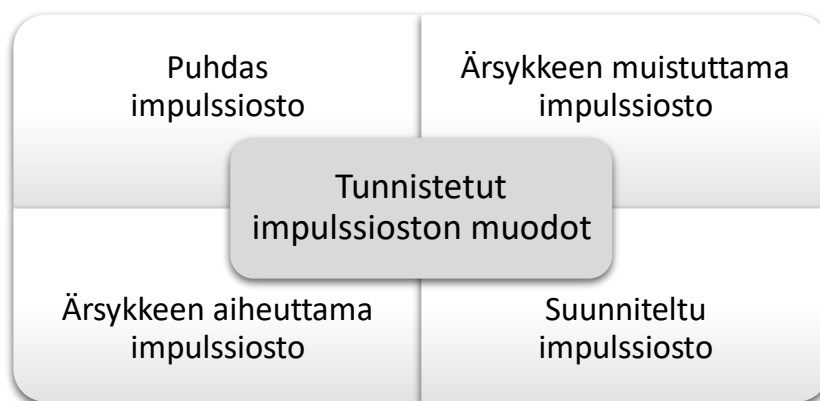 Puhdas
impulssiosto
Ärsykkeen muistuttama
impulssiosto
Tunnistetut
impulssioston muodot
Ärsykkeen aiheuttama
impulssiosto
Suunniteltu
impulssiosto